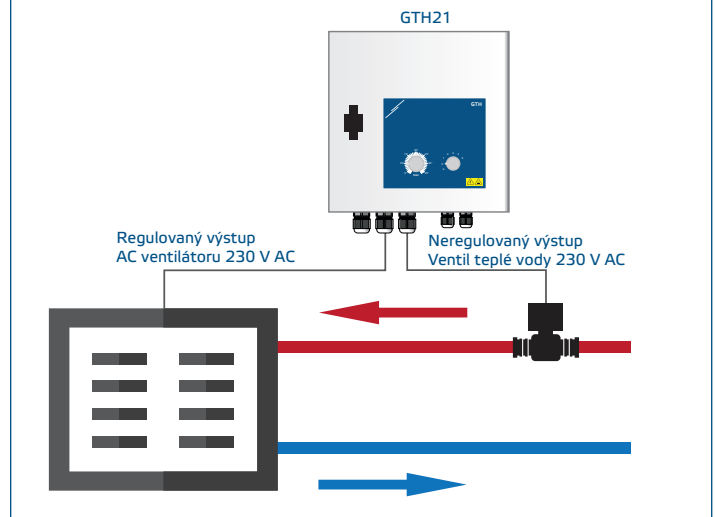 GTH21
GTH
Regulovaný výstup
AC ventilátoru 230 V AC
Neregulovaný výstup
Ventil teplé vody 230 V AC